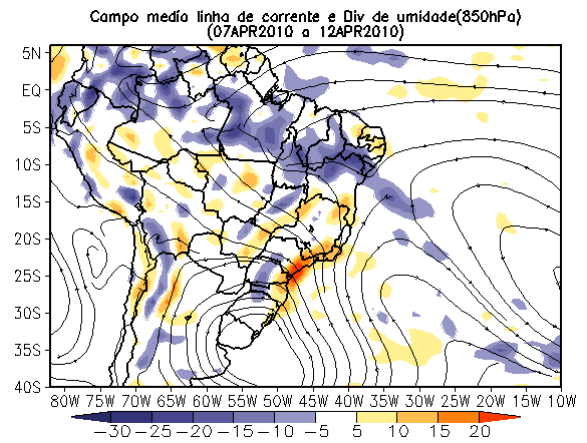 Campo medio linha de corrente e Div de umidade(850hPa)
(07APR2010 a 12APR2010)
5N
EQ
5S
10S
15S
20S
25S
30S
35S
40S
80W 75W 70W 65W 60W 55W 50W 45W 40W 35W 30W 25W 20W 15W 10W
-30 -25 -20 -15 -10 -5 5 10 15 20